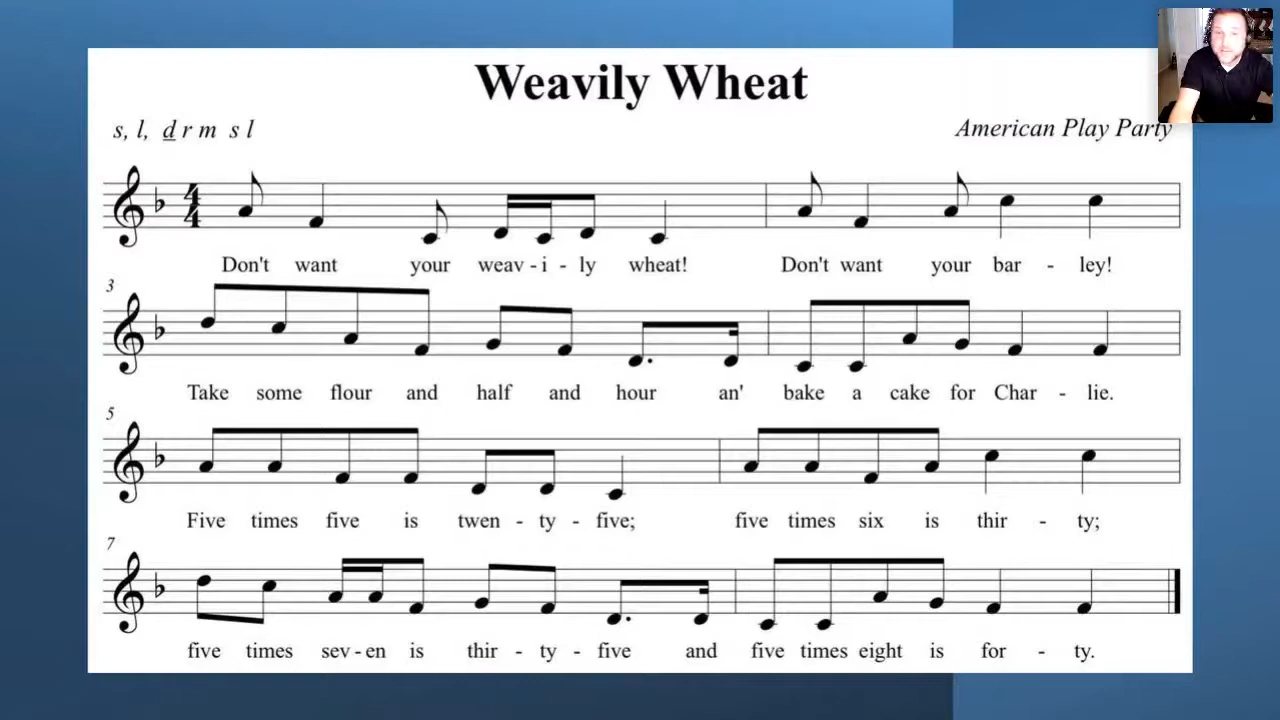 Weavily Wheat
s, l, d r m s l
American Play Party
4
4
Don't want your weav - i - ly wheat! Don't want your bar - ley!
3
Take some flour and half and hour an' bake a cake for Char - lie.
5
Five times five is twen - ty - five; five times six is thir - ty;
7
five times sev - en is thir - ty - five and five times eight is for - ty.